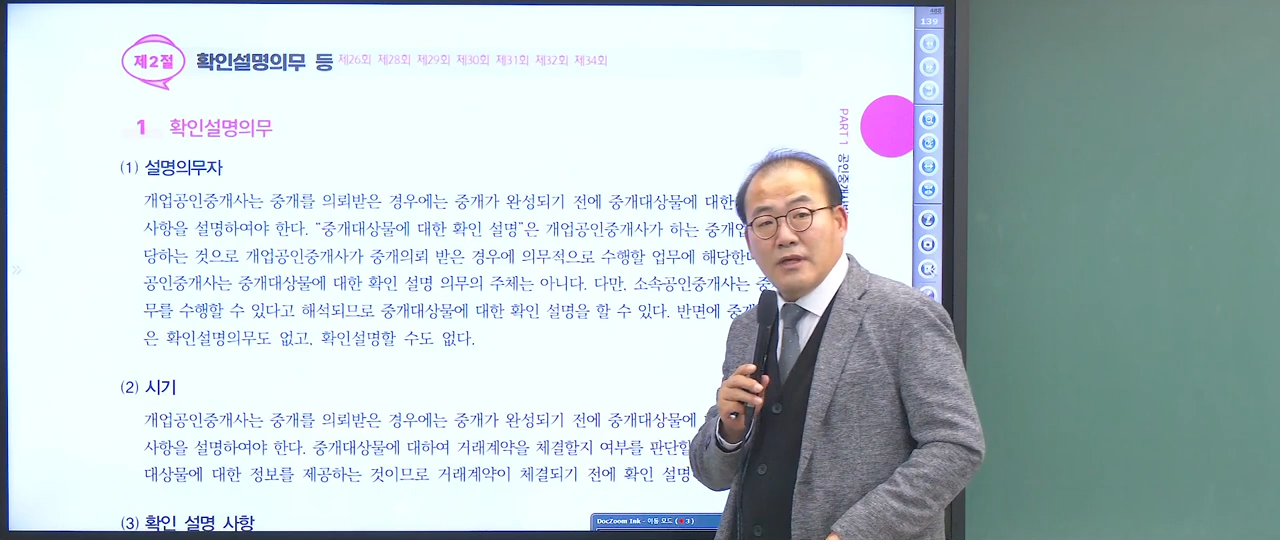 제2절 확인설명의무 등 제26회 제28회 제29회 제30회 제31회 제32회 제34회
1 확인설명의무
(1) 설명의무자
개업공인중개사는 중개를 의뢰받은 경우에는 중개가 완성되기 전에 중개대상물에 대한
사항을 설명하여야 한다. “중개대상물에 대한 확인 설명”은 개업공인중개사가 하는 중개업
당하는 것으로 개업공인중개사가 중개의뢰 받은 경우에 의무적으로 수행할 업무에 해당한다
공인중개사는 중개대상물에 대한 확인 설명 의무의 주체는 아니다. 다만, 소속공인중개사는 중
무를 수행할 수 있다고 해석되므로 중개대상물에 대한 확인 설명을 할 수 있다. 반면에 중개
은 확인설명의무도 없고, 확인설명할 수도 없다.
(2) 시기
개업공인중개사는 중개를 의뢰받은 경우에는 중개가 완성되기 전에 중개대상물에
사항을 설명하여야 한다. 중개대상물에 대하여 거래계약을 체결할지 여부를 판단할
대상물에 대한 정보를 제공하는 것이므로 거래계약이 체결되기 전에 확인 설명
(3) 확인 설명 사항
PART 1 공인중개사
488
139
DocZoom Ink - 이동 모드 ( 3 )